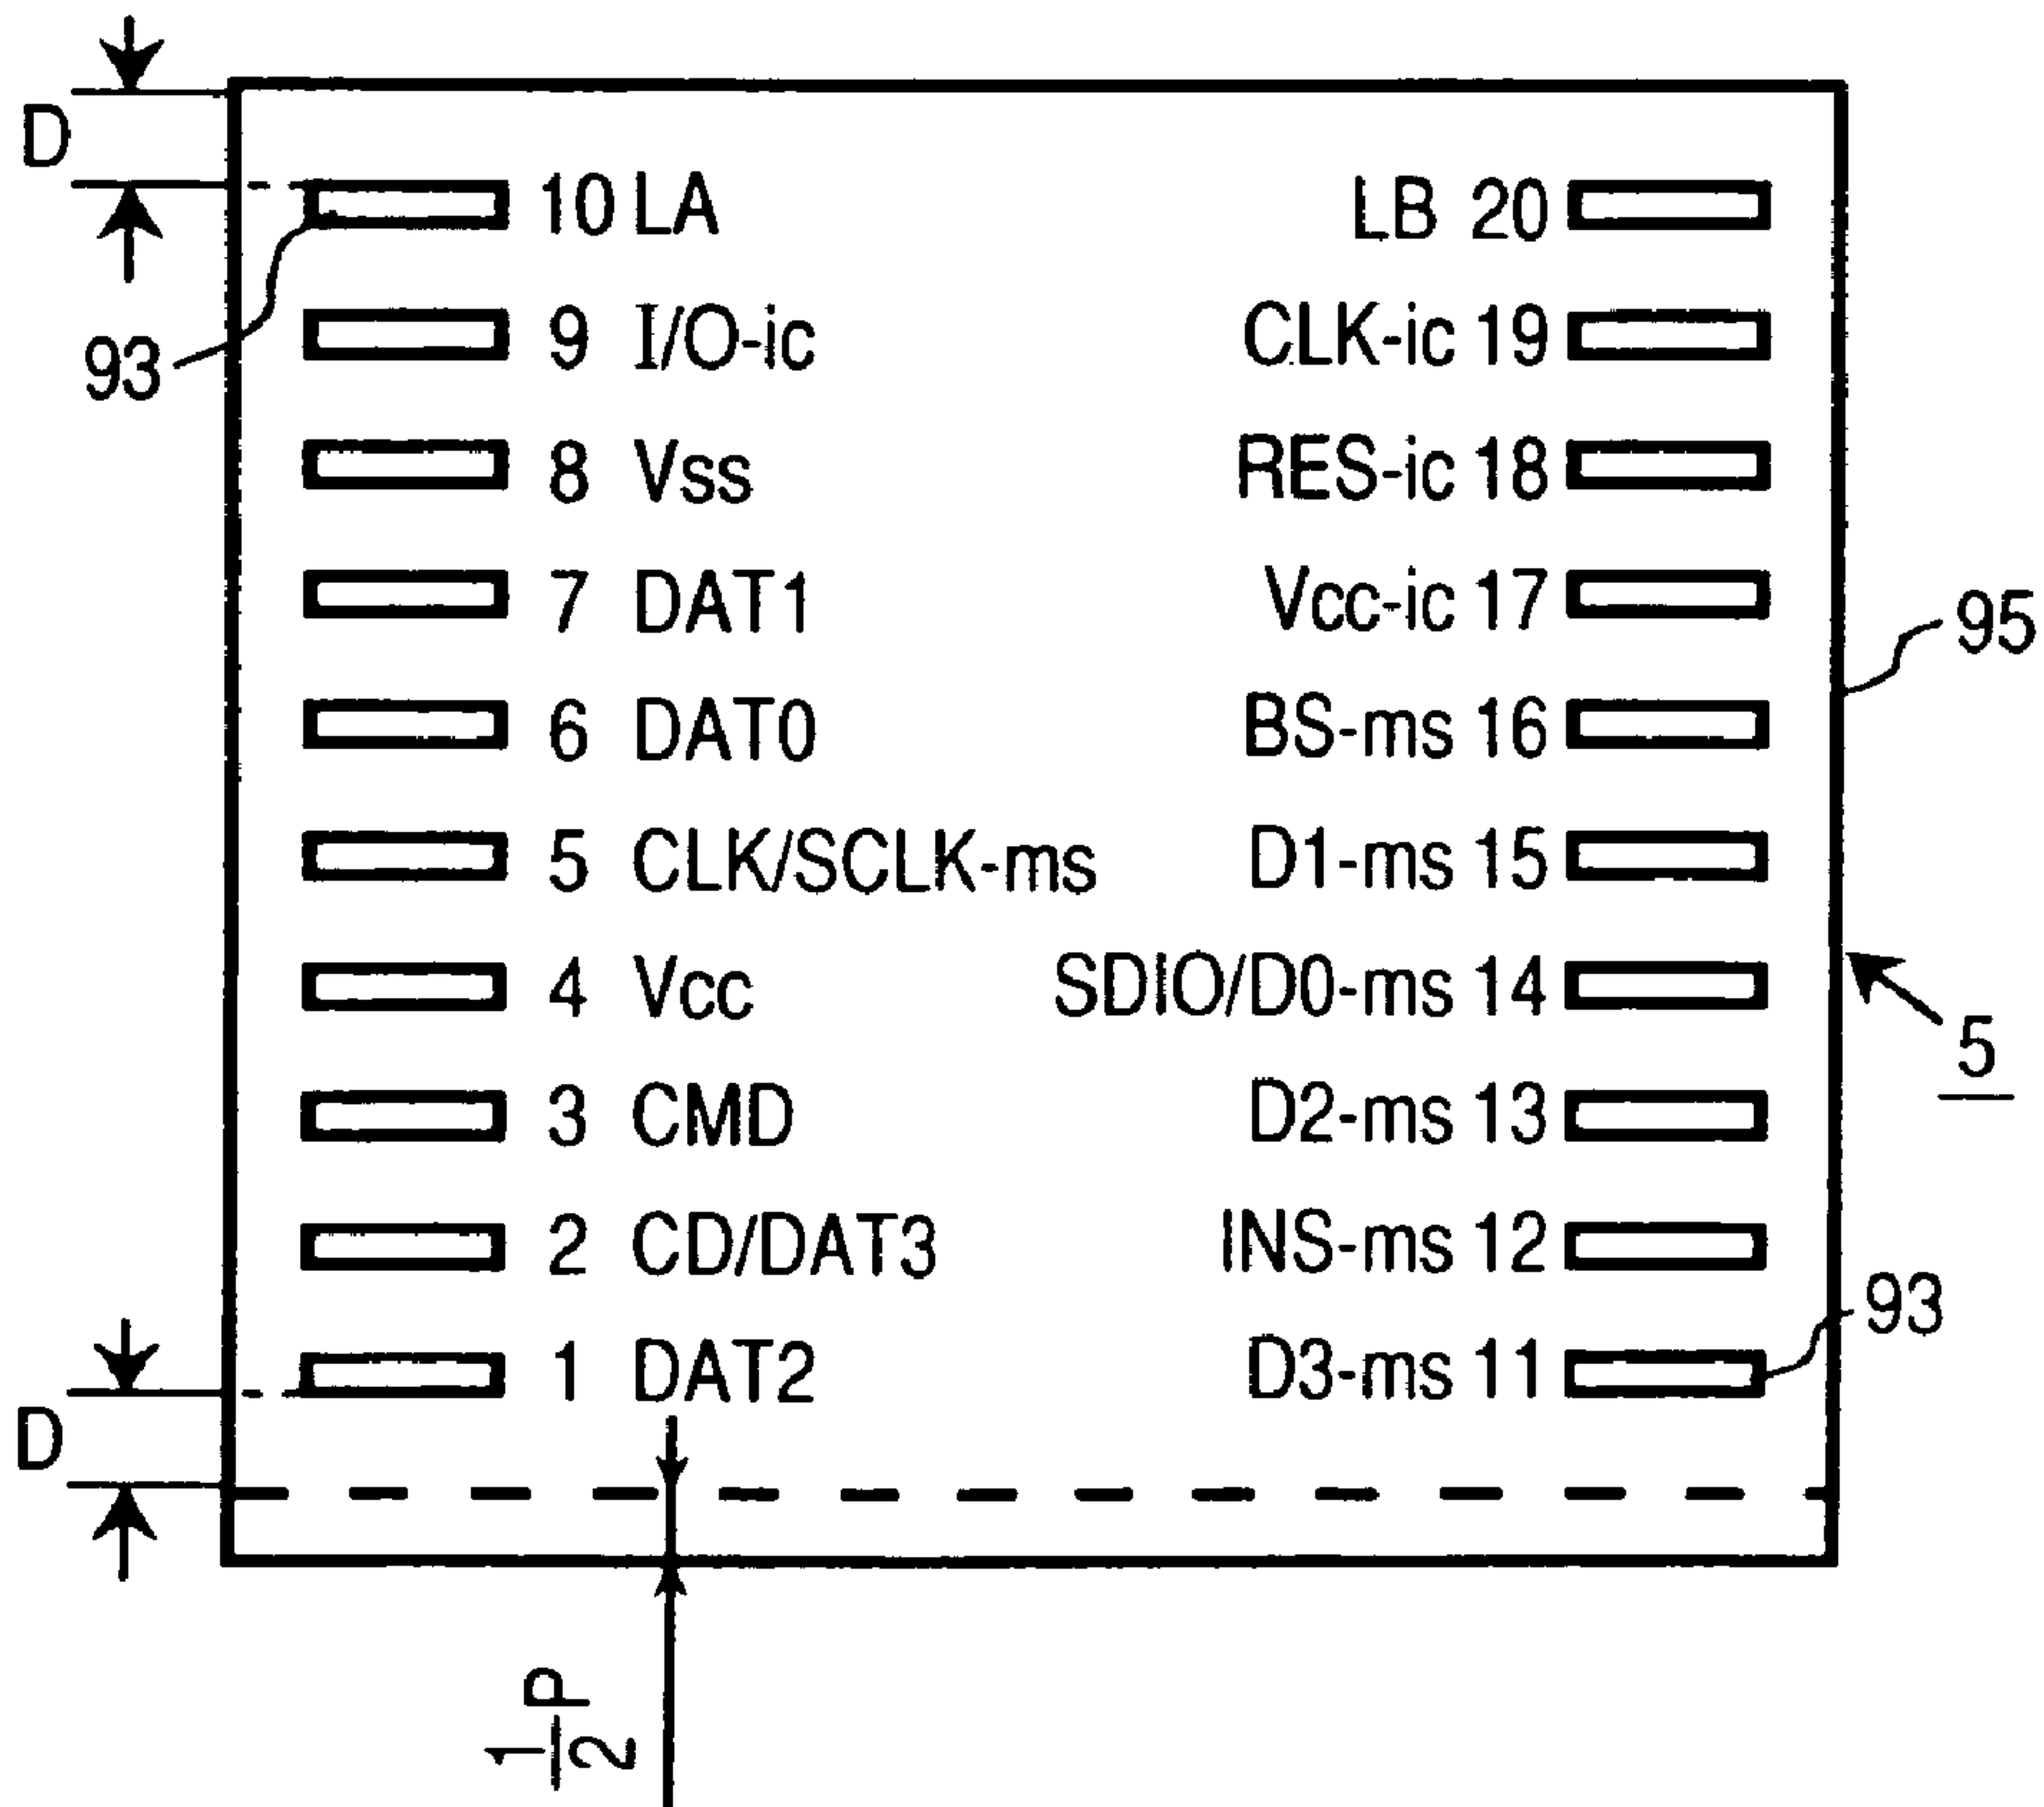 D
10 LA LB 20
9 I/O-ic CLK-ic 19
93
8 Vss RES-ic 18
7 DAT1 Vcc-ic 17
95
6 DAT0 BS-ms 16
5 CLK/SCLK-ms D1-ms 15
4 Vcc SDIO/D0-ms 14
5
3 CMD D2-ms 13
2 CD/DAT3 INS-ms 12
93
1 DAT2 D3-ms 11
D
1/2 P